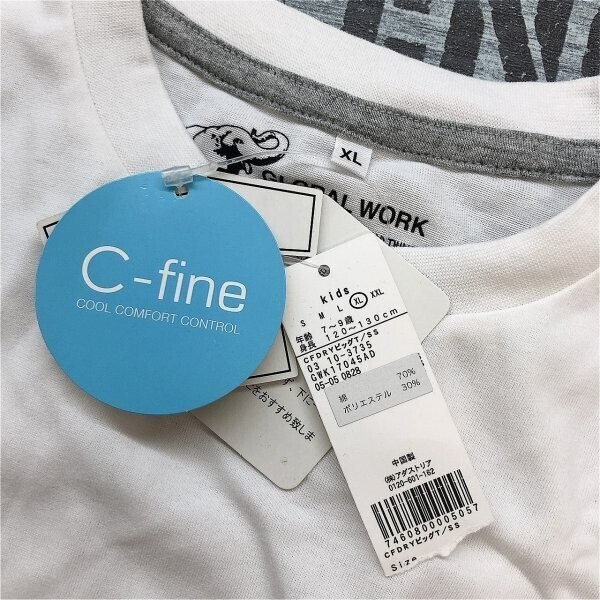 XL
GLOBAL WORK
C-fine
COOL COMFORT CONTROL
kids
S M L XL XXL
年齢 7~9歳
身長 120~130cm
CFDRYビッグT/SS
03 10-3735
GWK17045AD
05-05 0828
綿 70%
ポリエステル 30%
中国製
(株)アダストリア
0120-601-162
7460800005057
CFDRYビッグT/SS
Size
をおすすめ致しま